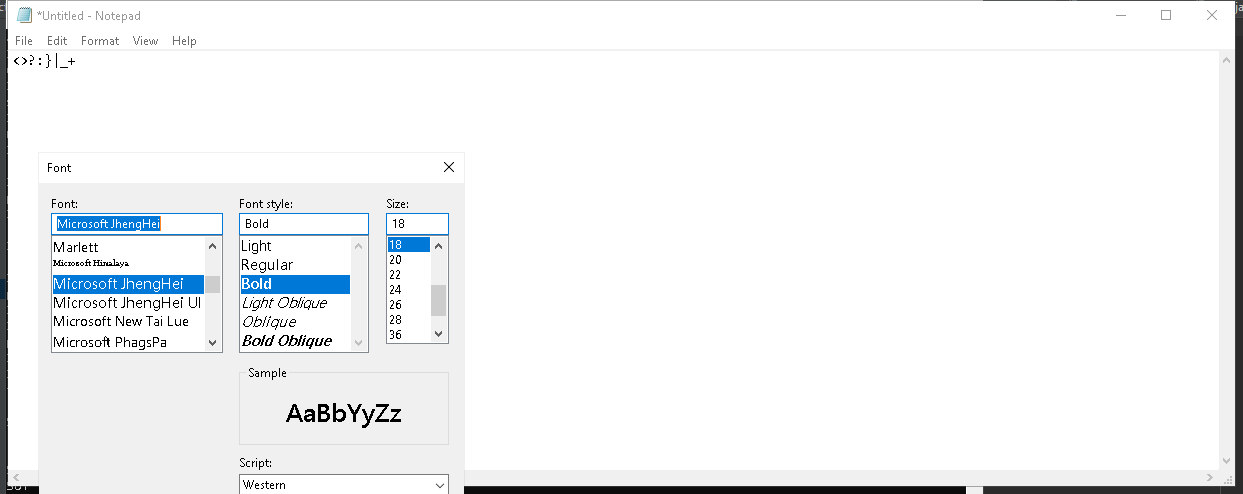 *Untitled - Notepad
File Edit Format View Help
<>?:}|_+
Font
Font: Font style: Size:
Microsoft JhengHei Bold 18
Marlett
Microsoft Himalaya
Microsoft JhengHei
Microsoft JhengHei UI
Microsoft New Tai Lue
Microsoft PhagsPa
Light
Regular
Bold
Light Oblique
Oblique
Bold Oblique
18
20
22
24
26
28
36
Sample
AaBbYyZz
Script:
Western